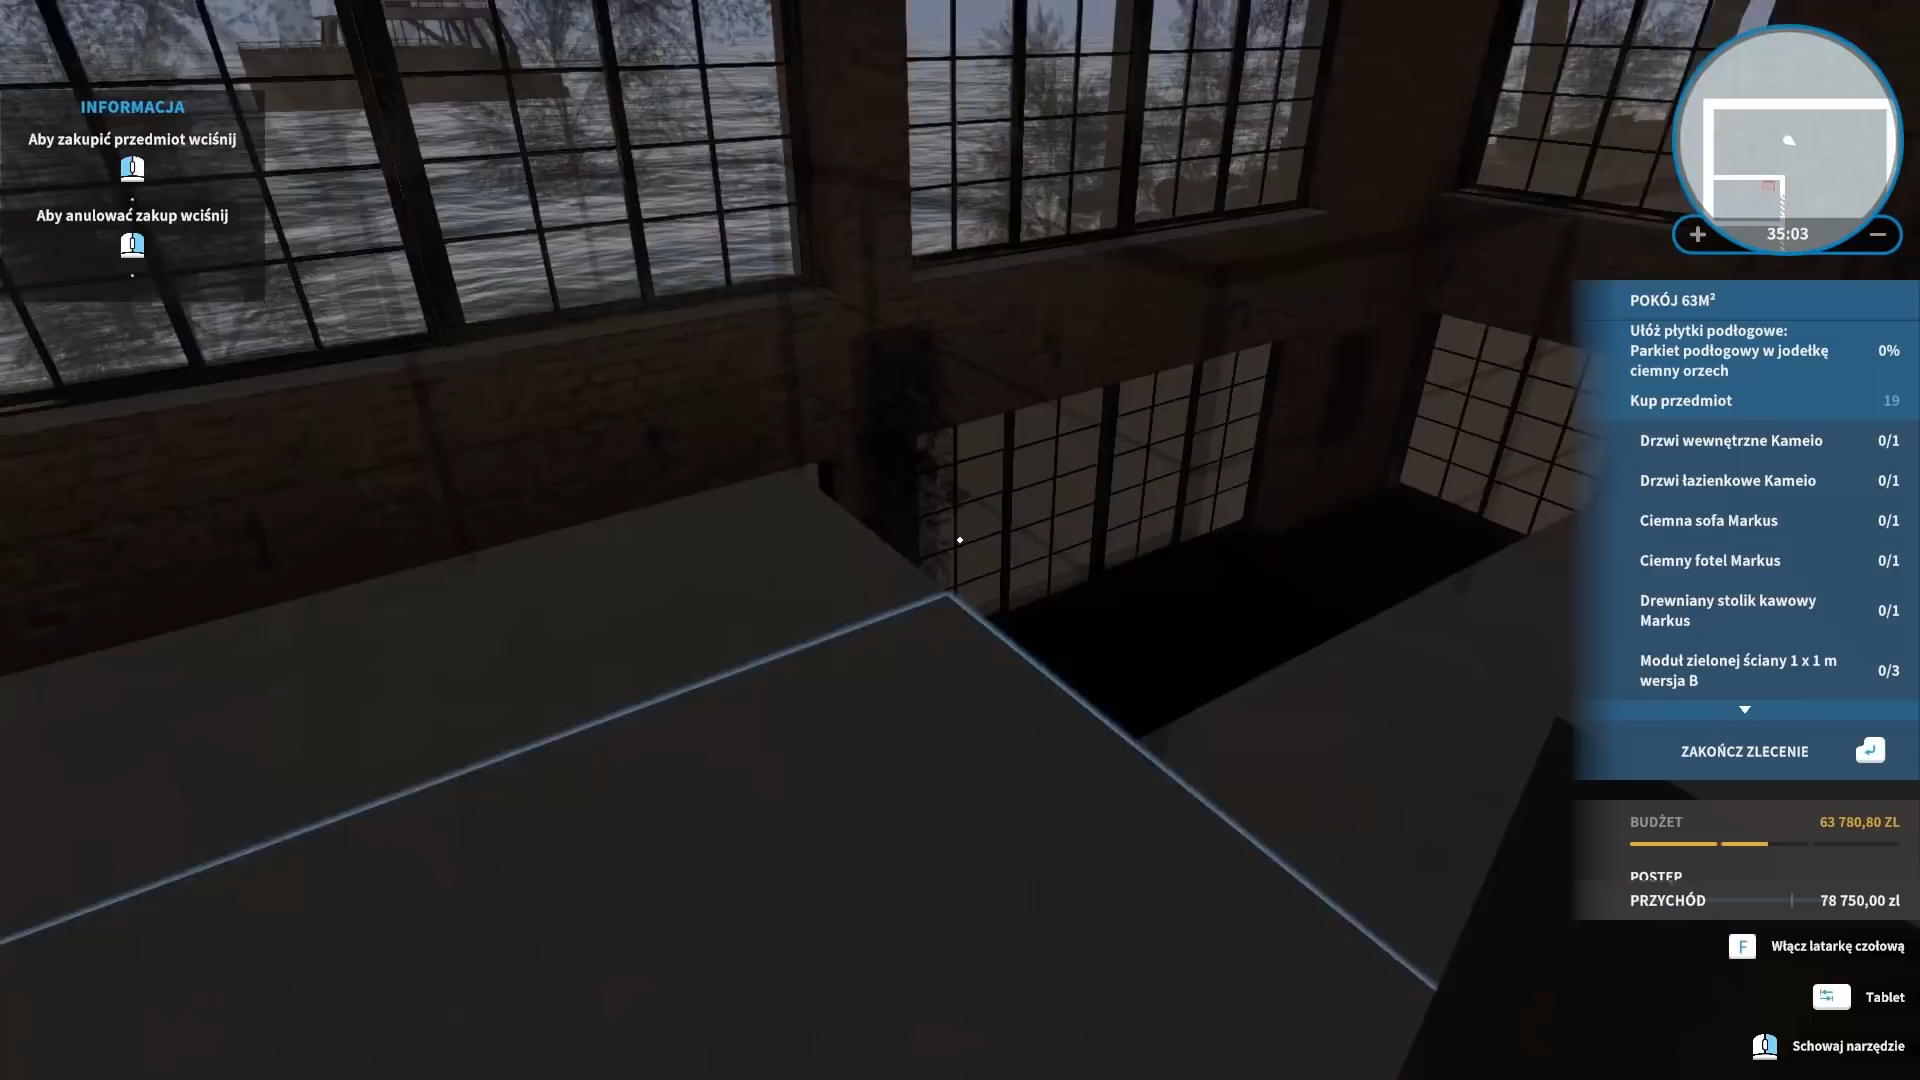 INFORMACJA
Aby zakupić przedmiot wciśnij
.
Aby anulować zakup wciśnij
.
35:03
POKÓJ 63M²
Ułóż płytki podłogowe:
Parkiet podłogowy w jodełkę 0%
ciemny orzech
Kup przedmiot 19
Drzwi wewnętrzne Kameio 0/1
Drzwi łazienkowe Kameio 0/1
Ciemna sofa Markus 0/1
Ciemny fotel Markus 0/1
Drewniany stolik kawowy
Markus 0/1
Moduł zielonej ściany 1 x 1 m
wersja B 0/3
ZAKOŃCZ ZLECENIE
BUDŻET 63 780,80 ZL
POSTĘP
PRZYCHÓD 78 750,00 zl
F Włącz latarkę czołową
Tablet
Schowaj narzędzie